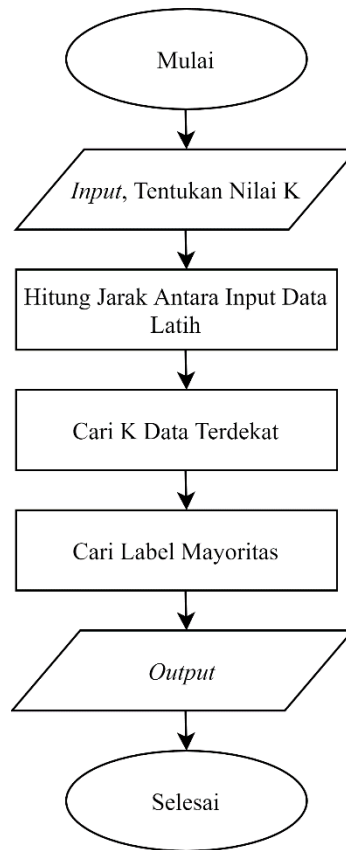 Mulai
Input, Tentukan Nilai K
Hitung Jarak Antara Input Data
Latih
Cari K Data Terdekat
Cari Label Mayoritas
Output
Selesai